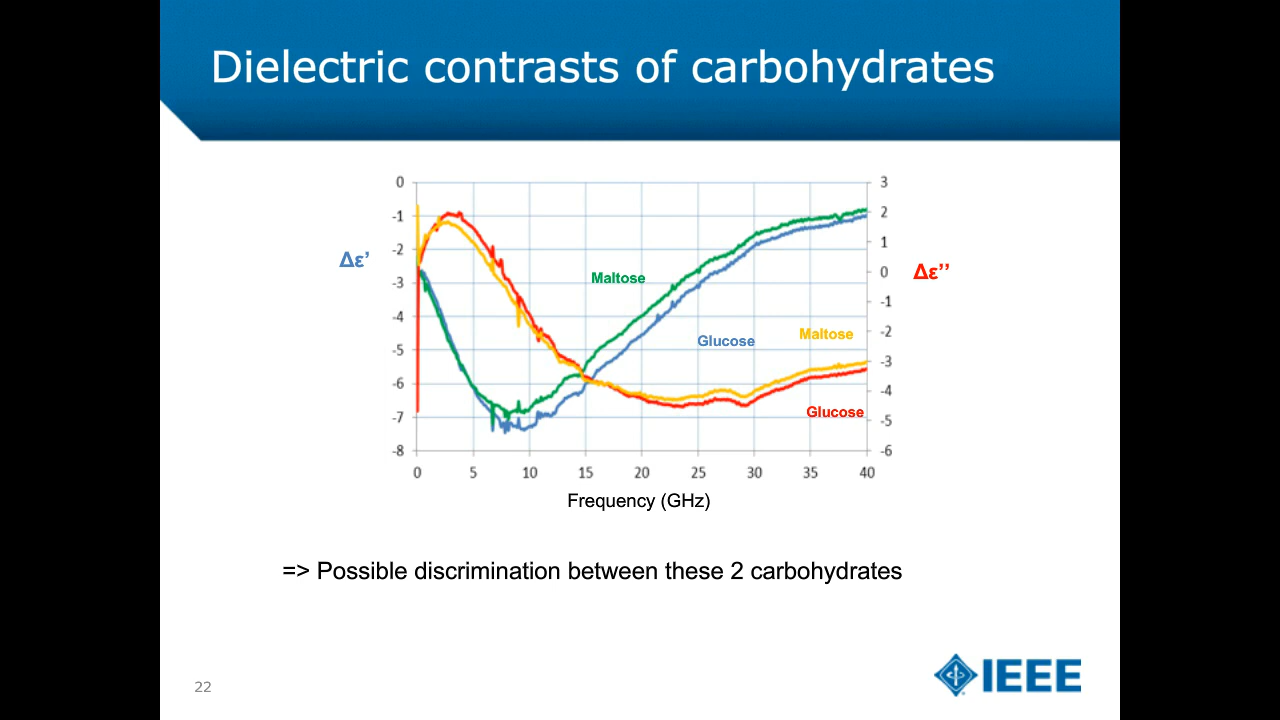 Dielectric contrasts of carbohydrates
0
-1
-2
-3
-4
-5
-6
-7
-8
3
2
1
0
-1
-2
-3
-4
-5
-6
Δε’
Δε’’
Maltose
Glucose
Maltose
Glucose
0 5 10 15 20 25 30 35 40
Frequency (GHz)
=> Possible discrimination between these 2 carbohydrates
22
IEEE